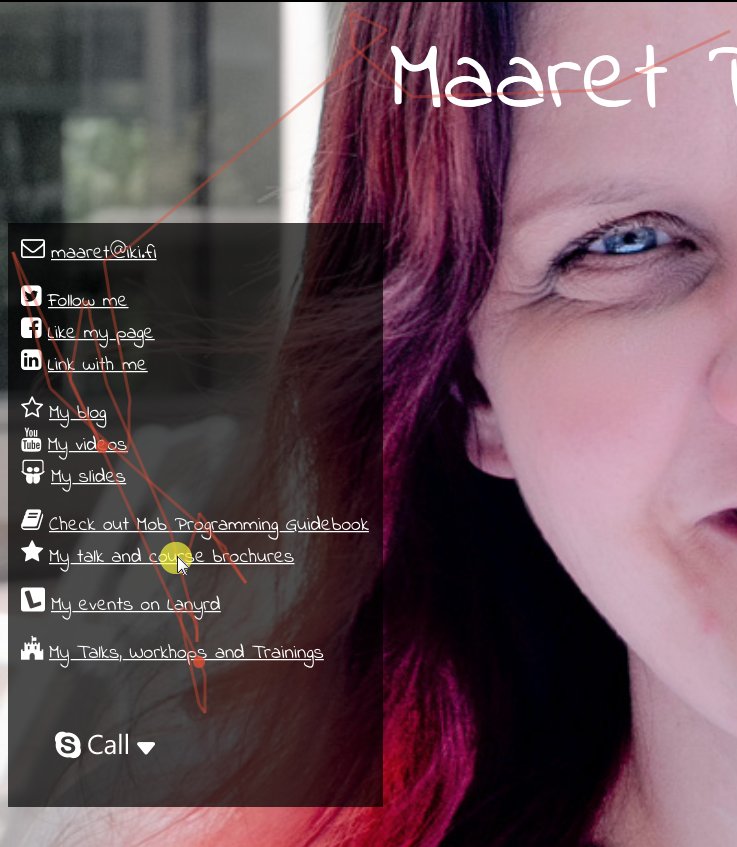 Maaret
maaret@iki.fi
Follow me
Like my page
Link with me
My blog
You
Tube
My videos
My slides
Check out Mob Programming Guidebook
My talk and course brochures
My events on Lanyrd
My Talks, workhops and Trainings
Call